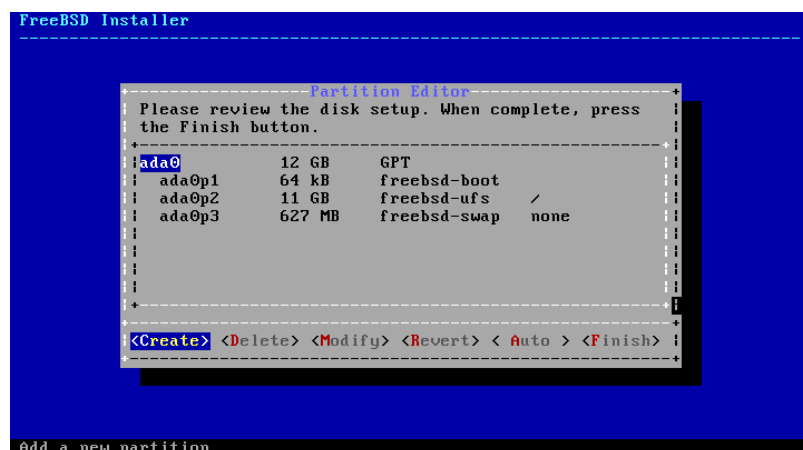 FreeBSD Installer
Partition Editor
Please review the disk setup. When complete, press
the Finish button.
ada0 12 GB GPT
ada0p1 64 kB freebsd-boot
ada0p2 11 GB freebsd-ufs /
ada0p3 627 MB freebsd-swap none
<Create> <Delete> <Modify> <Revert> < Auto > <Finish>
Add a new partition